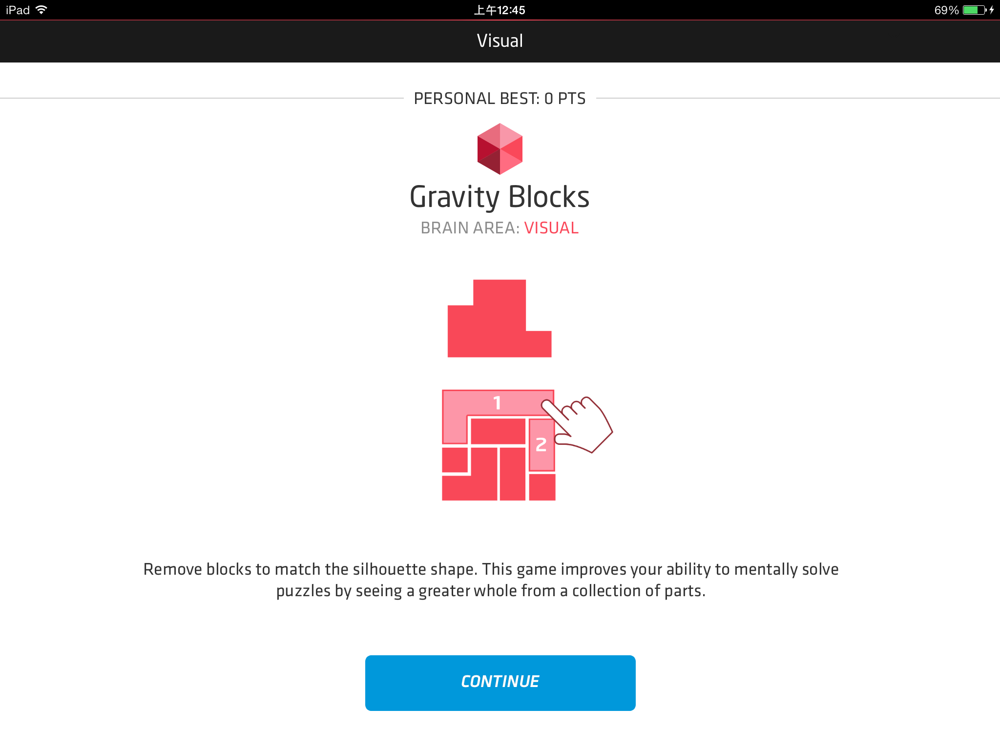 iPad
上午12:45
69%
Visual
PERSONAL BEST: 0 PTS
Gravity Blocks
BRAIN AREA: VISUAL
1
2
Remove blocks to match the silhouette shape. This game improves your ability to mentally solve
puzzles by seeing a greater whole from a collection of parts.
CONTINUE